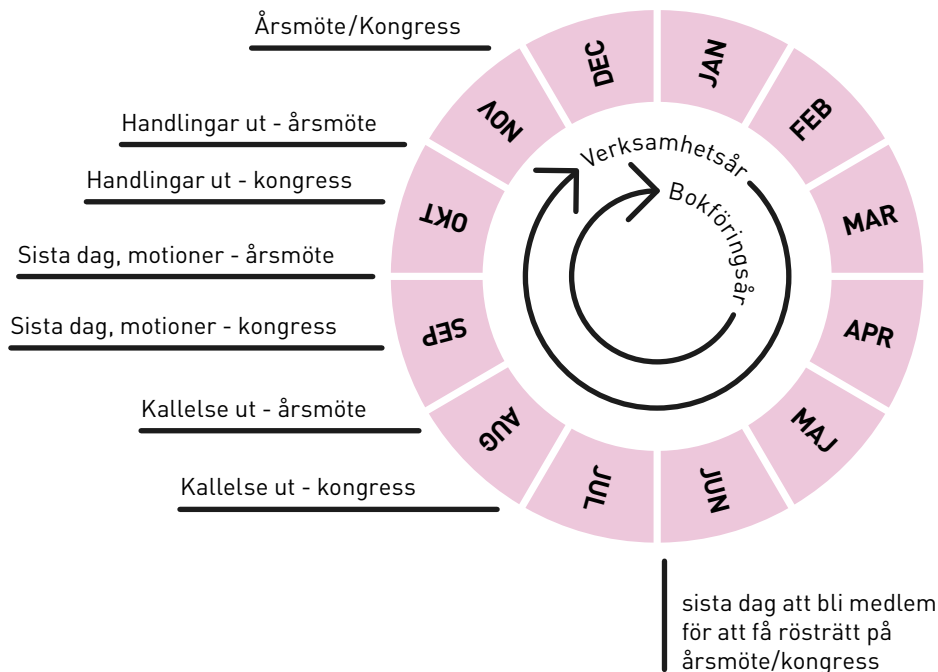 Årsmöte/Kongress
Handlingar ut - årsmöte
Handlingar ut - kongress
Sista dag, motioner - årsmöte
Sista dag, motioner - kongress
Kallelse ut - årsmöte
Kallelse ut - kongress
JAN
FEB
MAR
APR
MAJ
JUN
JUL
AUG
SEP
OKT
NOV
DEC
Verksamhetsår
Bokföringsår
sista dag att bli medlem
för att få rösträtt på
årsmöte/kongress